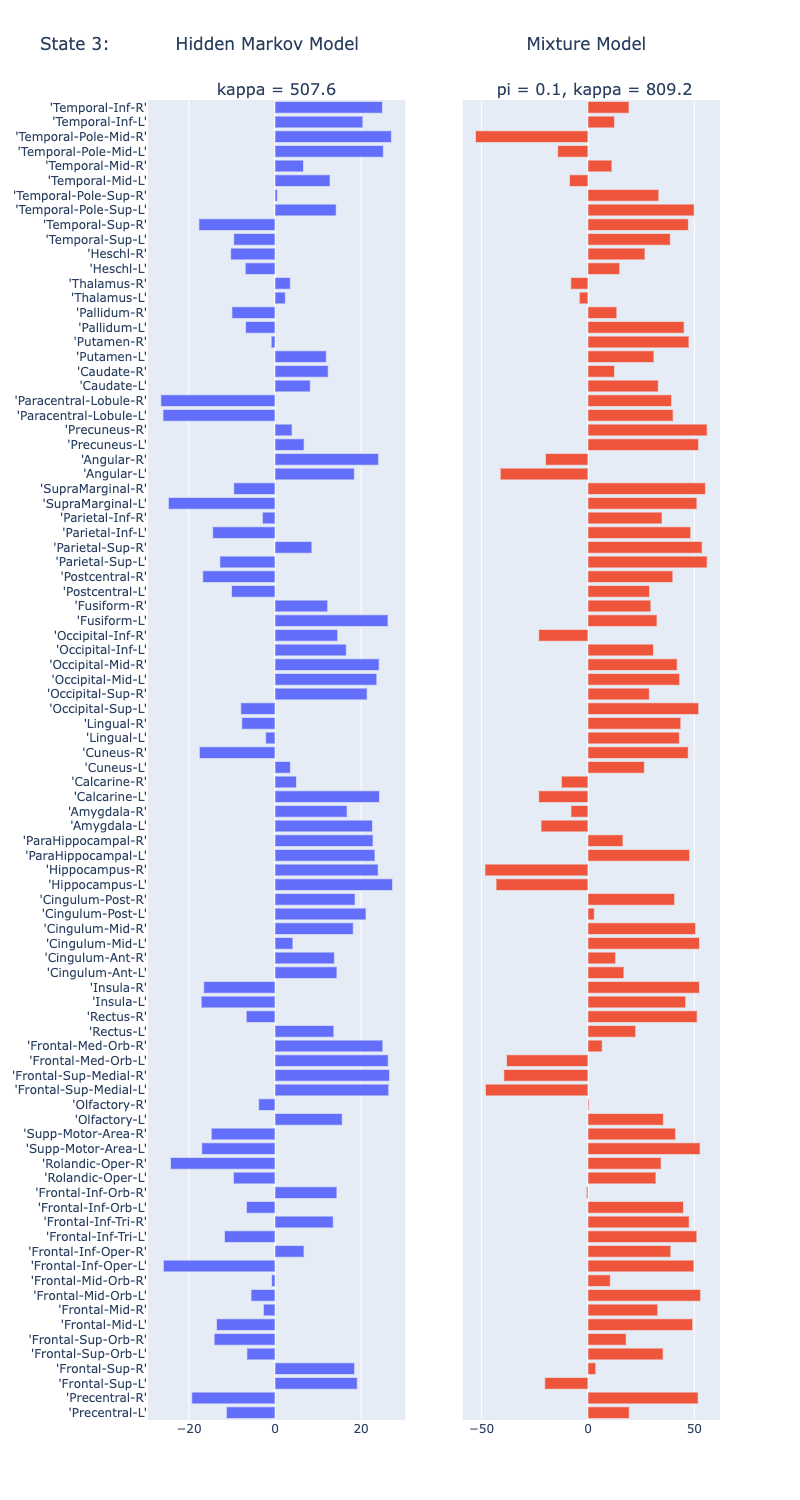 State 3: Hidden Markov Model Mixture Model
kappa = 507.6 pi = 0.1, kappa = 809.2
'Temporal-Inf-R'
'Temporal-Inf-L'
'Temporal-Pole-Mid-R'
'Temporal-Pole-Mid-L'
'Temporal-Mid-R'
'Temporal-Mid-L'
'Temporal-Pole-Sup-R'
'Temporal-Pole-Sup-L'
'Temporal-Sup-R'
'Temporal-Sup-L'
'Heschl-R'
'Heschl-L'
'Thalamus-R'
'Thalamus-L'
'Pallidum-R'
'Pallidum-L'
'Putamen-R'
'Putamen-L'
'Caudate-R'
'Caudate-L'
'Paracentral-Lobule-R'
'Paracentral-Lobule-L'
'Precuneus-R'
'Precuneus-L'
'Angular-R'
'Angular-L'
'SupraMarginal-R'
'SupraMarginal-L'
'Parietal-Inf-R'
'Parietal-Inf-L'
'Parietal-Sup-R'
'Parietal-Sup-L'
'Postcentral-R'
'Postcentral-L'
'Fusiform-R'
'Fusiform-L'
'Occipital-Inf-R'
'Occipital-Inf-L'
'Occipital-Mid-R'
'Occipital-Mid-L'
'Occipital-Sup-R'
'Occipital-Sup-L'
'Lingual-R'
'Lingual-L'
'Cuneus-R'
'Cuneus-L'
'Calcarine-R'
'Calcarine-L'
'Amygdala-R'
'Amygdala-L'
'ParaHippocampal-R'
'ParaHippocampal-L'
'Hippocampus-R'
'Hippocampus-L'
'Cingulum-Post-R'
'Cingulum-Post-L'
'Cingulum-Mid-R'
'Cingulum-Mid-L'
'Cingulum-Ant-R'
'Cingulum-Ant-L'
'Insula-R'
'Insula-L'
'Rectus-R'
'Rectus-L'
'Frontal-Med-Orb-R'
'Frontal-Med-Orb-L'
'Frontal-Sup-Medial-R'
'Frontal-Sup-Medial-L'
'Olfactory-R'
'Olfactory-L'
'Supp-Motor-Area-R'
'Supp-Motor-Area-L'
'Rolandic-Oper-R'
'Rolandic-Oper-L'
'Frontal-Inf-Orb-R'
'Frontal-Inf-Orb-L'
'Frontal-Inf-Tri-R'
'Frontal-Inf-Tri-L'
'Frontal-Inf-Oper-R'
'Frontal-Inf-Oper-L'
'Frontal-Mid-Orb-R'
'Frontal-Mid-Orb-L'
'Frontal-Mid-R'
'Frontal-Mid-L'
'Frontal-Sup-Orb-R'
'Frontal-Sup-Orb-L'
'Frontal-Sup-R'
'Frontal-Sup-L'
'Precentral-R'
'Precentral-L'
−20 0 20 −50 0 50